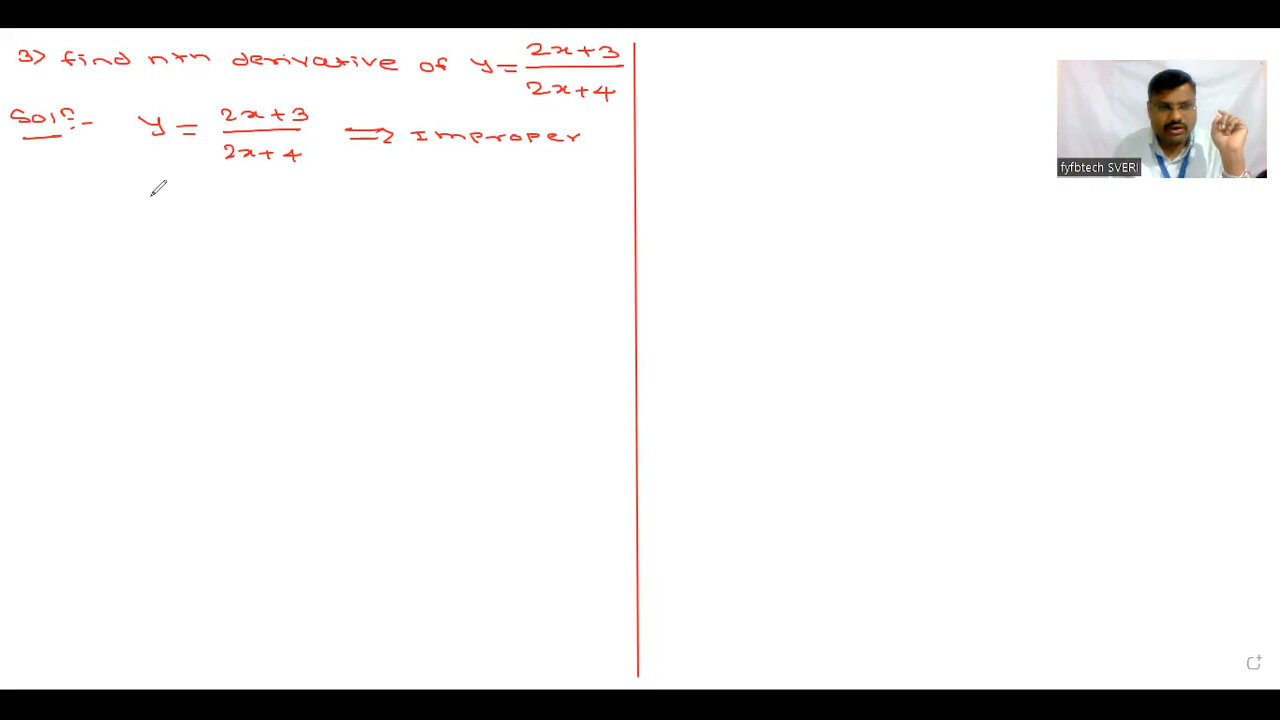 3) find nth derivative of y = 2x+3 / 2x+4
Sol?:- y = 2x+3 / 2x+4 ⇒ Improper
fyfbtech SVERI